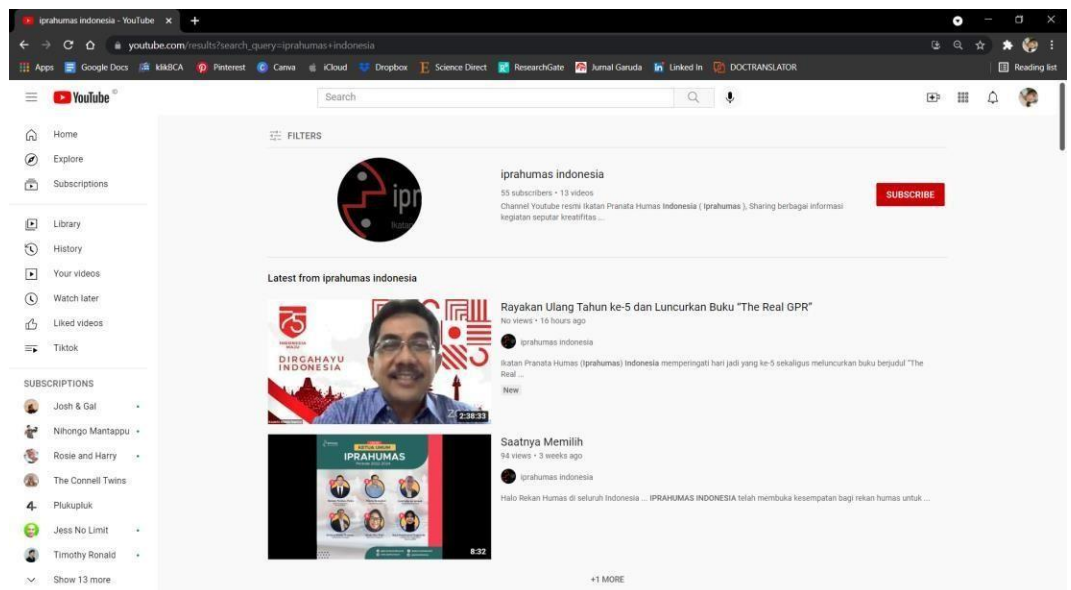 iprahumas indonesia - YouTube
youtube.com/results?search_query=iprahumas+indonesia
Apps Google Docs klikBCA Pinterest Canva iCloud Dropbox Science Direct ResearchGate Jurnal Garuda Linked In DOCTRANSLATOR Reading list
YouTube
Search
Home
Explore
Subscriptions
Library
History
Your videos
Watch later
Liked videos
Tiktok
SUBSCRIPTIONS
Josh & Gal
Nihongo Mantappu
Rosie and Harry
The Connell Twins
Plukupluk
Jess No Limit
Timothy Ronald
Show 13 more
FILTERS
ipr
Ikatan
iprahumas indonesia
55 subscribers • 13 videos
Channel Youtube resmi Ikatan Pranata Humas Indonesia ( Iprahumas ), Sharing berbagai informasi
kegiatan seputar kreatifitas ...
SUBSCRIBE
Latest from iprahumas indonesia
75
INDONESIA
MAJU
DIRGAHAYU
INDONESIA
2:38:33
Rayakan Ulang Tahun ke-5 dan Luncurkan Buku "The Real GPR"
No views • 16 hours ago
iprahumas indonesia
Ikatan Pranata Humas (Iprahumas) Indonesia memperingati hari jadi yang ke-5 sekaligus meluncurkan buku berjudul "The
Real ...
New
KETUA UMUM
IPRAHUMAS
8:32
Saatnya Memilih
94 views • 3 weeks ago
iprahumas indonesia
Halo Rekan Humas di seluruh Indonesia ... IPRAHUMAS INDONESIA telah membuka kesempatan bagi rekan humas untuk ...
+1 MORE